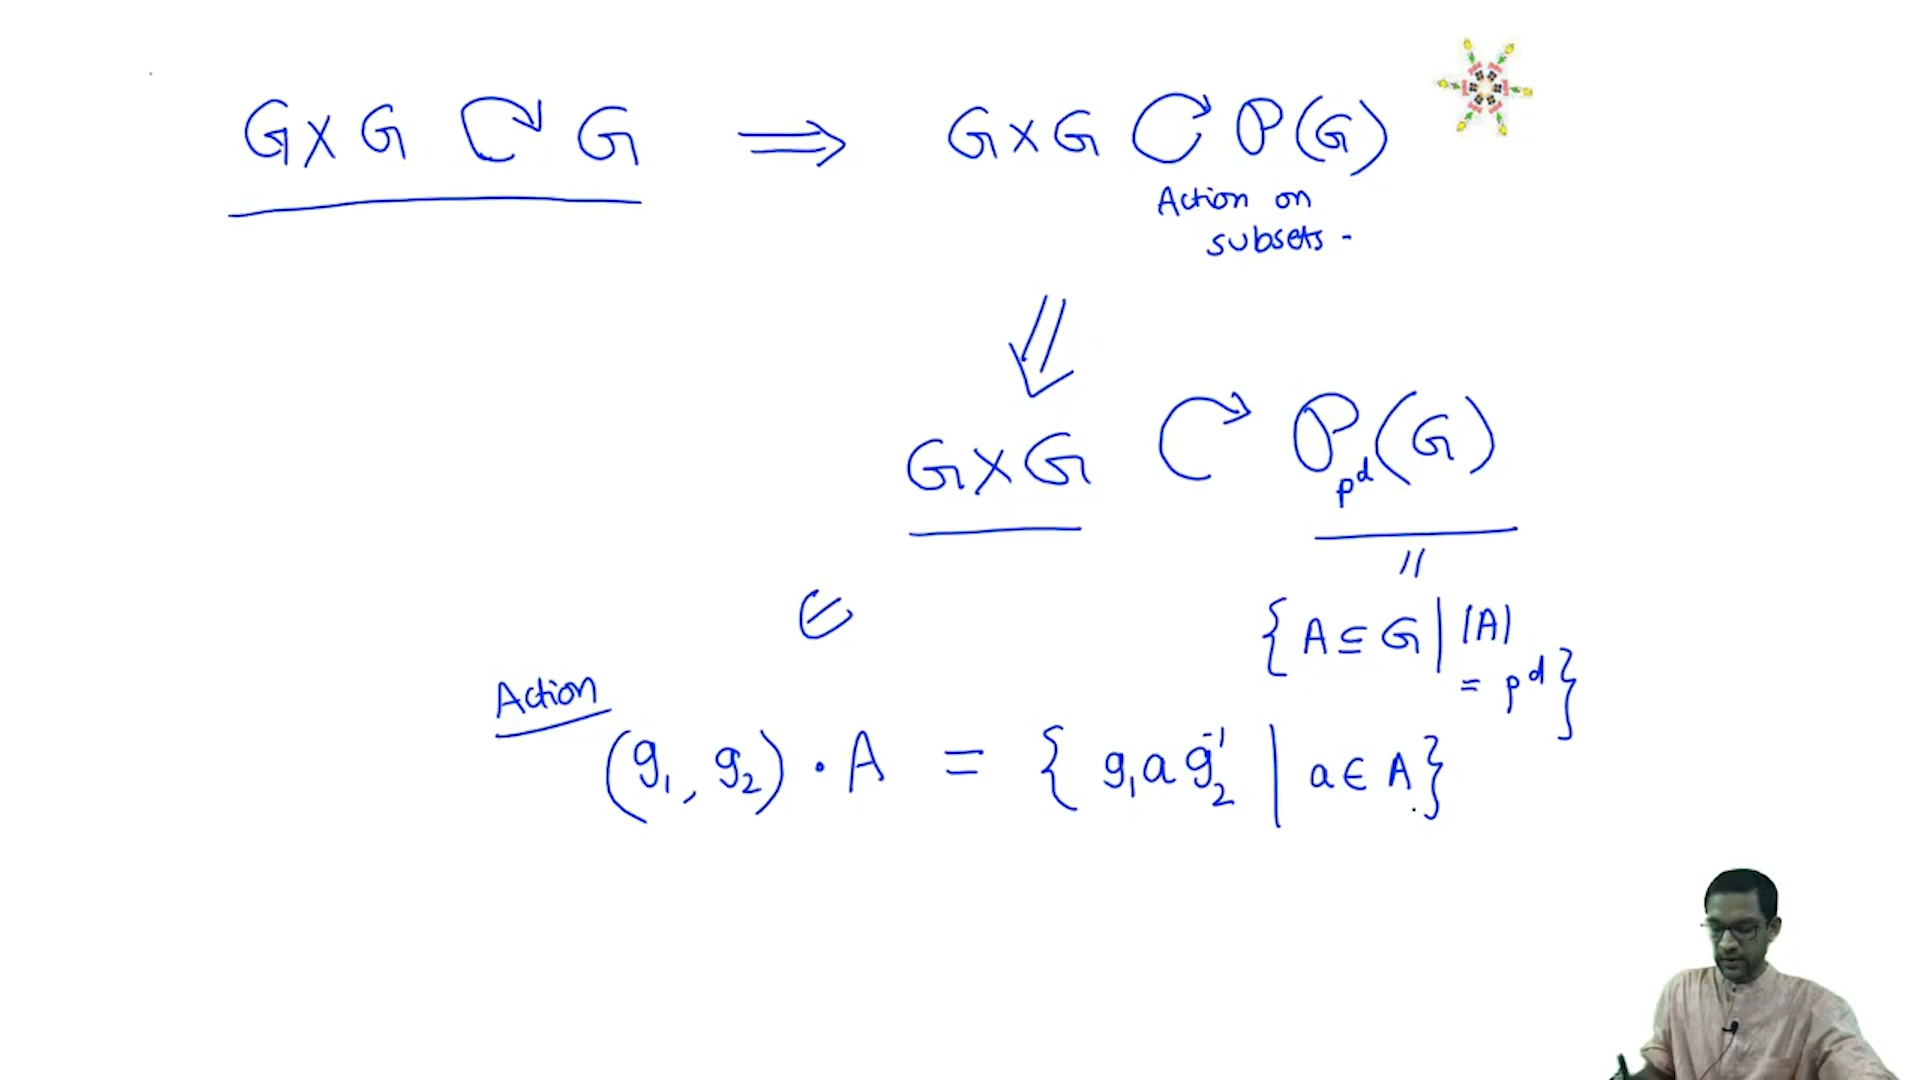 G × G ↷ G ⟹ G × G ↷ P(G)
Action on
subsets -
⇓
G × G ↷ P_{p^d}(G)
=
∈
{ A ⊆ G | |A|
= p^d }
Action
(g₁, g₂) · A = { g₁ a g₂⁻¹ | a ∈ A }